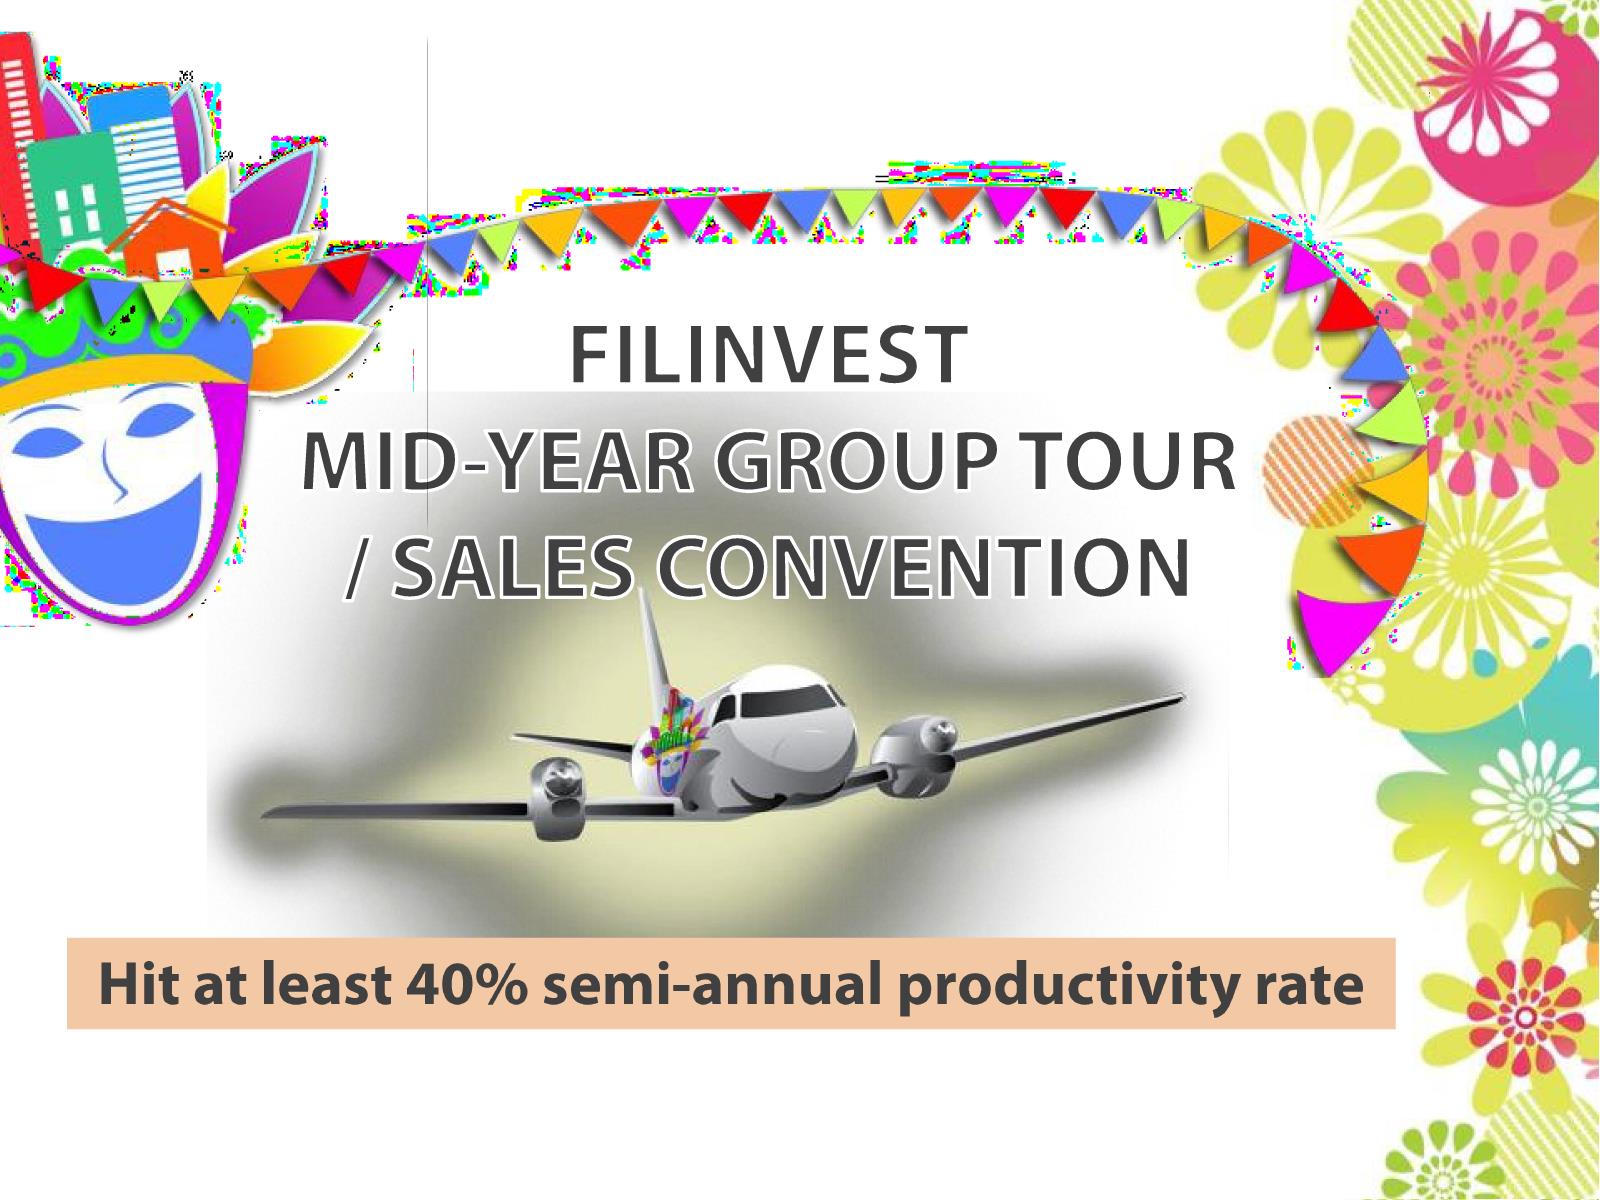 FILINVEST
MID-YEAR GROUP TOUR
/ SALES CONVENTION
Hit at least 40% semi-annual productivity rate